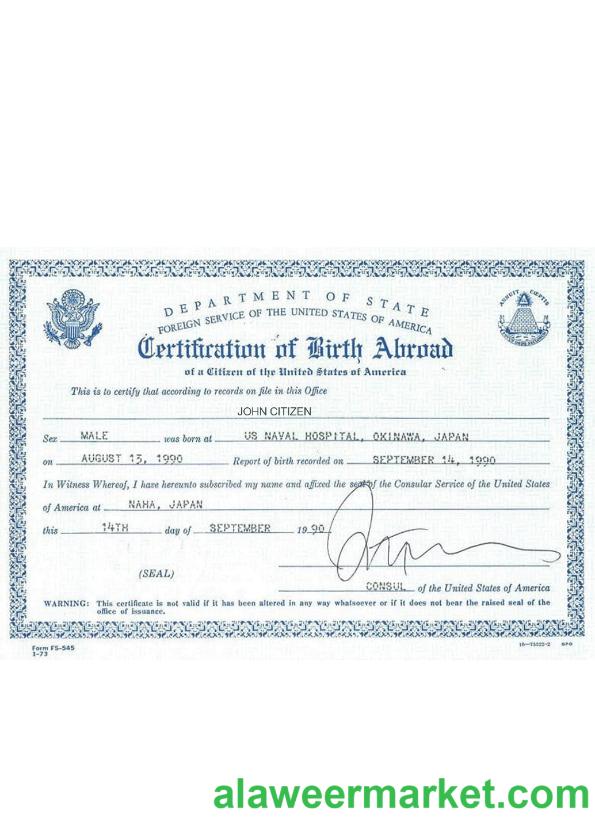 DEPARTMENT OF STATE
FOREIGN SERVICE OF THE UNITED STATES OF AMERICA
ANNUIT COEPTIS
Certification of Birth Abroad
of a Citizen of the United States of America
This is to certify that according to records on file in this Office
JOHN CITIZEN
Sex MALE was born at US NAVAL HOSPITAL, OKINAWA, JAPAN
on AUGUST 13, 1990 Report of birth recorded on SEPTEMBER 14, 1990
In Witness Whereof, I have hereunto subscribed my name and affixed the seal of the Consular Service of the United States
of America at NAHA, JAPAN
this 14TH day of SEPTEMBER 19 90
(SEAL)
CONSUL of the United States of America
WARNING: This certificate is not valid if it has been altered in any way whatsoever or if it does not bear the raised seal of the
office of issuance.
Form FS-545
1-73
GPO
alaweermarket.com